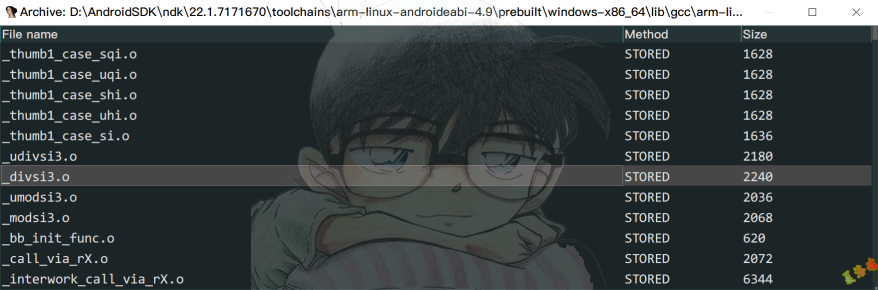 Archive: D:\AndroidSDK\ndk\22.1.7171670\toolchains\arm-linux-androideabi-4.9\prebuilt\windows-x86_64\lib\gcc\arm-li...
File name Method Size
_thumb1_case_sqi.o STORED 1628
_thumb1_case_uqi.o STORED 1628
_thumb1_case_shi.o STORED 1628
_thumb1_case_uhi.o STORED 1628
_thumb1_case_si.o STORED 1636
_udivsi3.o STORED 2180
_divsi3.o STORED 2240
_umodsi3.o STORED 2036
_modsi3.o STORED 2068
_bb_init_func.o STORED 620
_call_via_rX.o STORED 2072
_interwork_call_via_rX.o STORED 6344